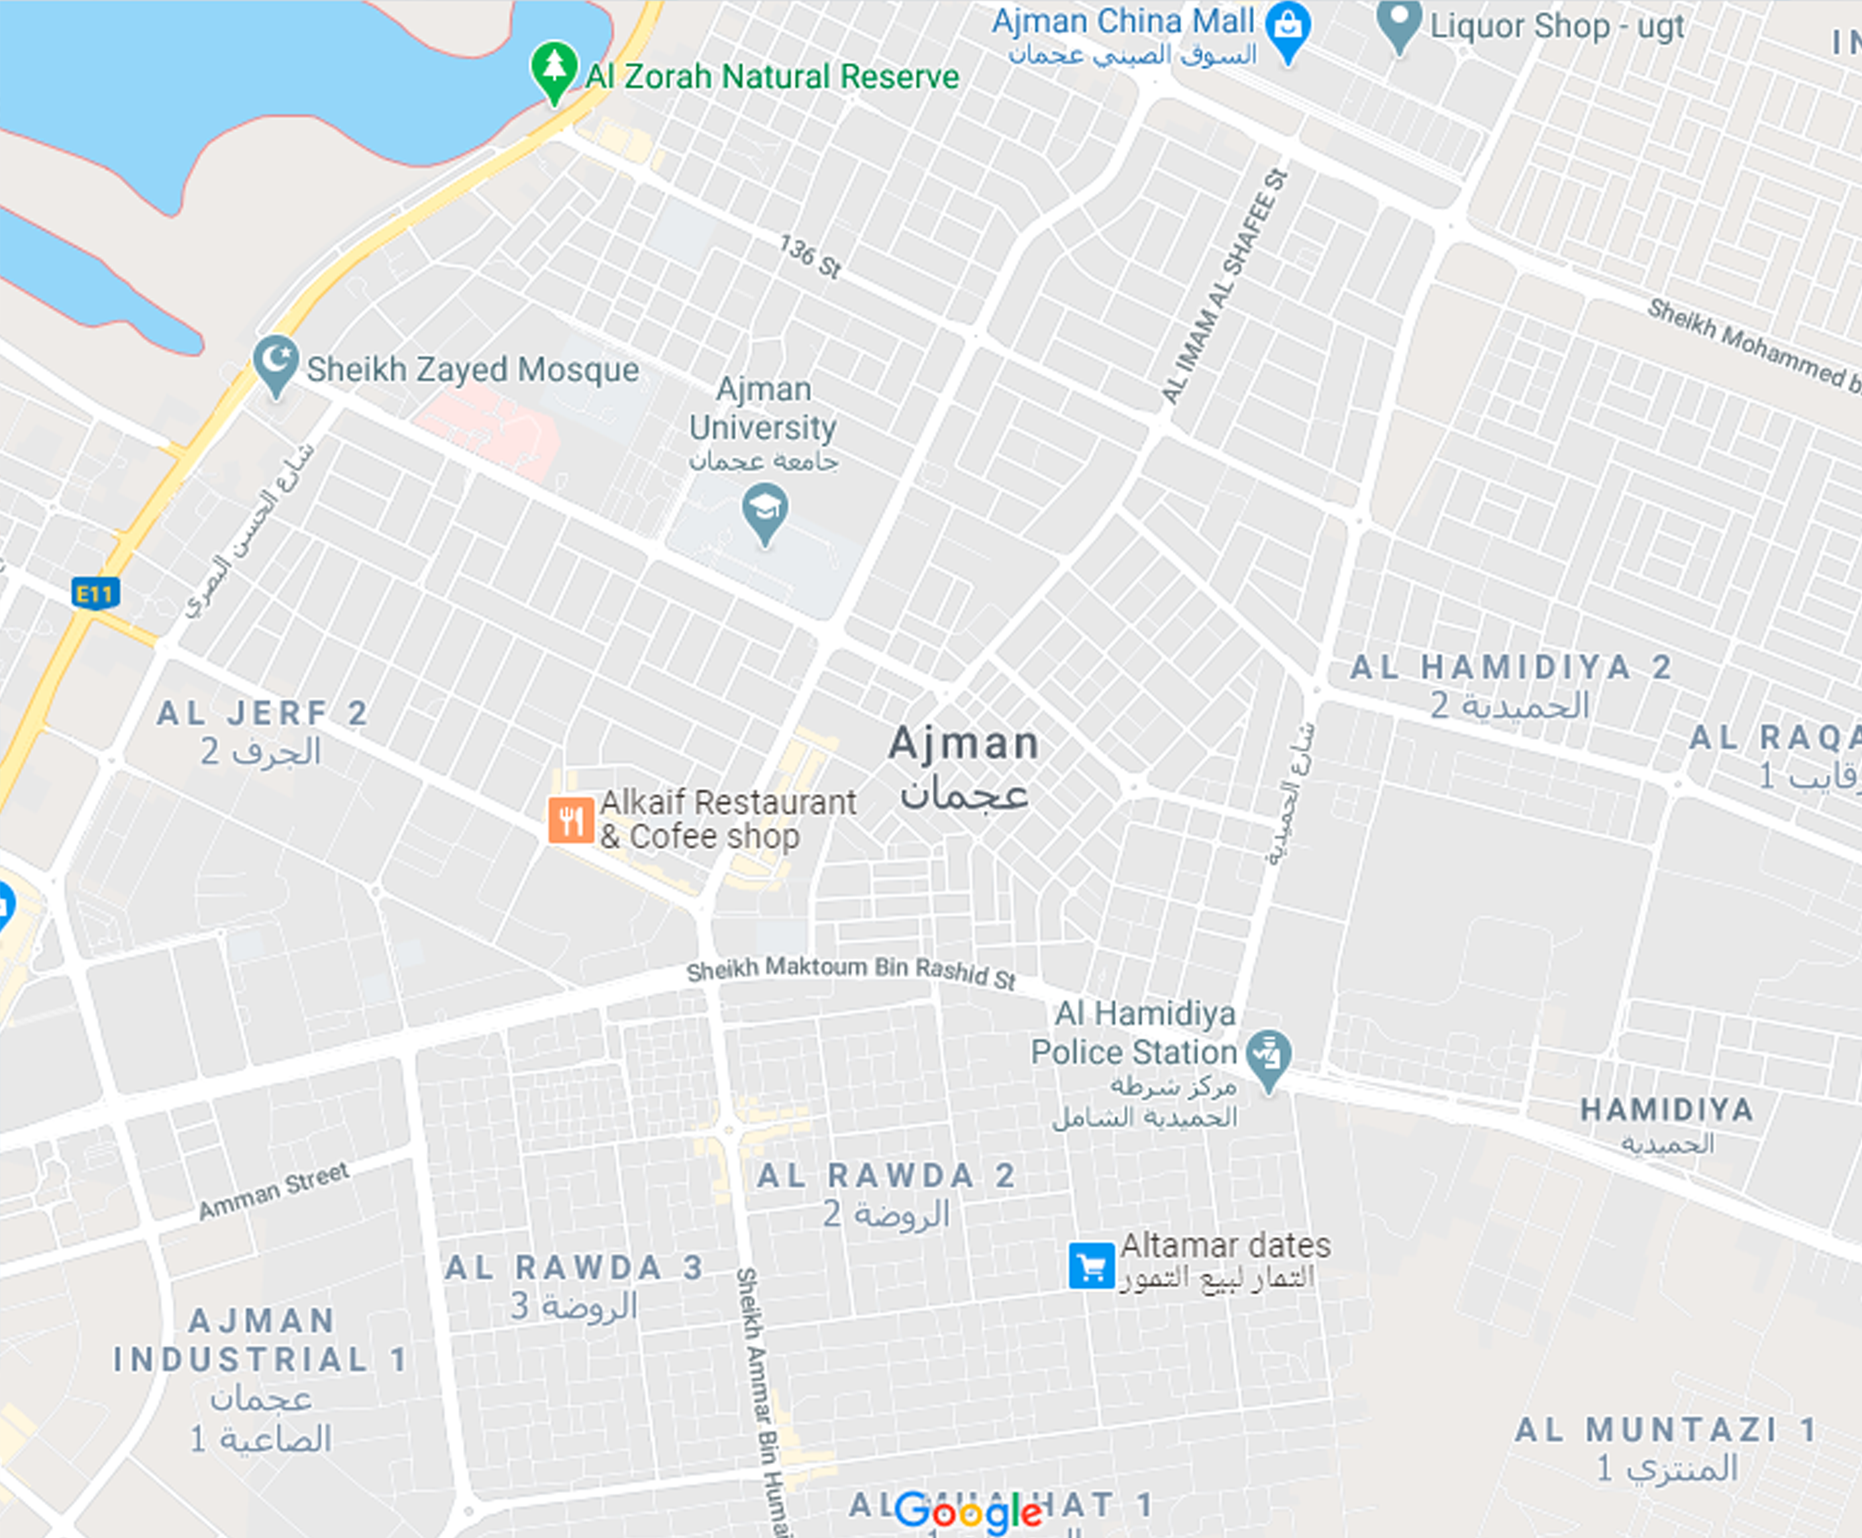 Ajman China Mall
السوق الصيني عجمان
Liquor Shop - ugt
IN
Al Zorah Natural Reserve
136 St
AL IMAM AL SHAFEE St
Sheikh Mohammed b
Sheikh Zayed Mosque
Ajman
University
جامعة عجمان
شارع الحسن البصري
E11
AL JERF 2
الجرف 2
AL HAMIDIYA 2
الحميدية 2
AL RAQA
رقايب 1
Ajman
عجمان
شارع الحميدية
Alkaif Restaurant
& Cofee shop
Sheikh Maktoum Bin Rashid St
Al Hamidiya
Police Station
مركز شرطة
الحميدية الشامل
HAMIDIYA
الحميدية
Amman Street
AL RAWDA 2
الروضة 2
AL RAWDA 3
الروضة 3
Altamar dates
التمار لبيع التمور
Sheikh Ammar Bin Humai
AJMAN
INDUSTRIAL 1
عجمان
الصاعية 1
AL MUNTAZI 1
المنتزي 1
HAT 1
Google